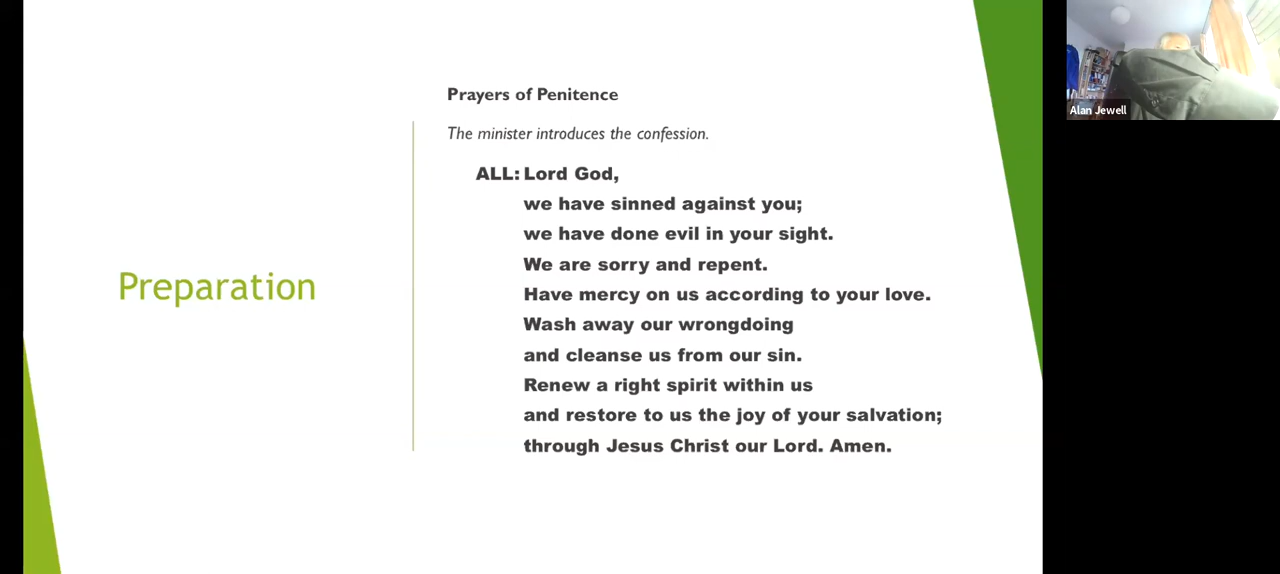 Preparation
Prayers of Penitence
The minister introduces the confession.
ALL: Lord God,
we have sinned against you;
we have done evil in your sight.
We are sorry and repent.
Have mercy on us according to your love.
Wash away our wrongdoing
and cleanse us from our sin.
Renew a right spirit within us
and restore to us the joy of your salvation;
through Jesus Christ our Lord. Amen.
Alan Jewell